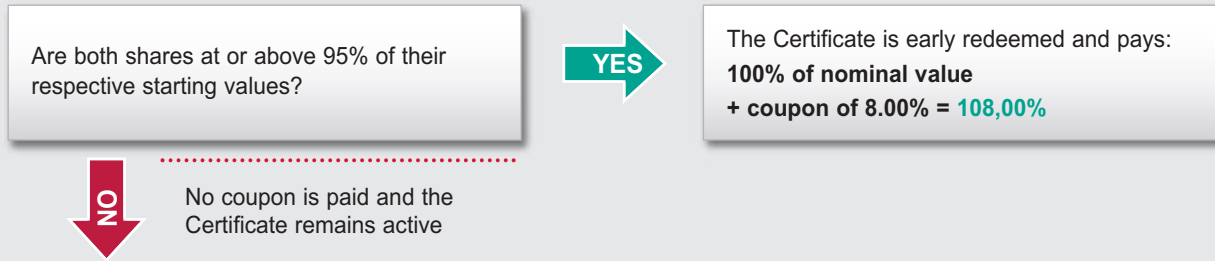 Are both shares at or above 95% of their
respective starting values?
YES
The Certificate is early redeemed and pays:
100% of nominal value
+ coupon of 8.00% = 108,00%
NO
No coupon is paid and the
Certificate remains active